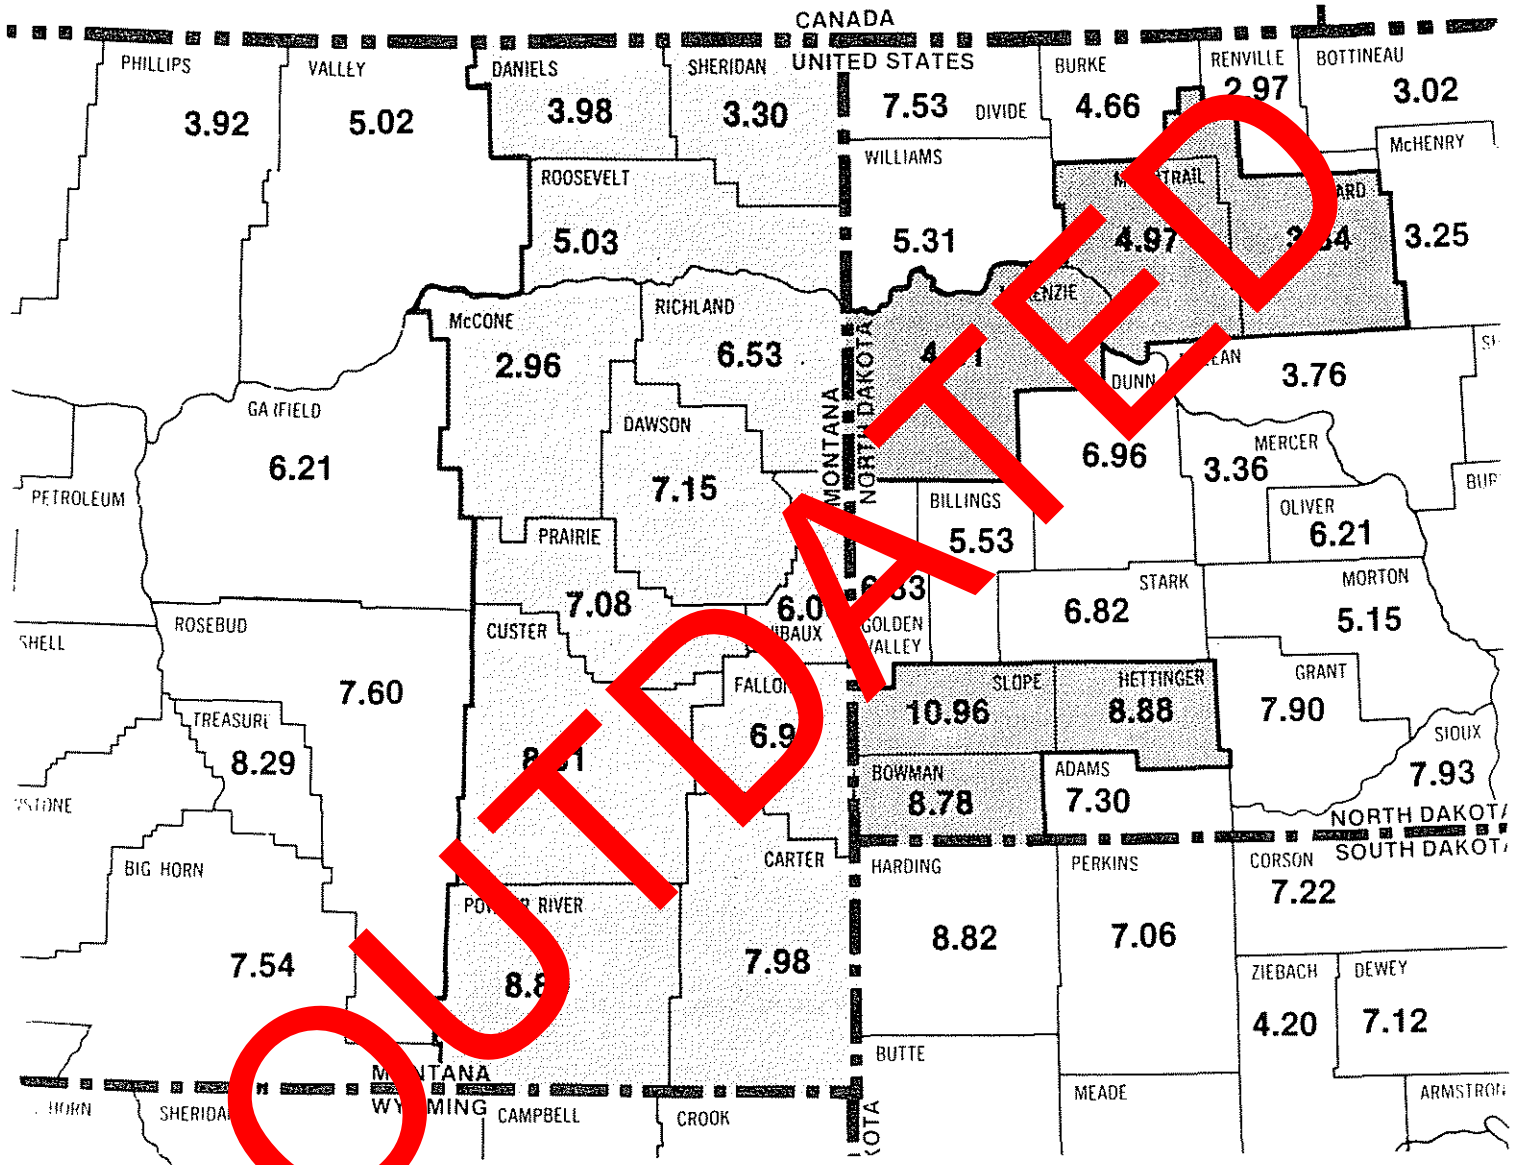 CANADA
UNITED STATES
PHILLIPS
3.92
VALLEY
5.02
DANIELS
3.98
SHERIDAN
3.30
7.53
DIVIDE
BURKE
4.66
RENVILLE
2.97
BOTTINEAU
3.02
McHENRY
3.25
ROOSEVELT
5.03
WILLIAMS
5.31
4.97
McCONE
2.96
RICHLAND
6.53
DAWSON
7.15
MONTANA
NORTH DAKOTA
DUNN
6.96
3.76
MERCER
3.36
OLIVER
6.21
GARFIELD
6.21
PETROLEUM
PRAIRIE
7.08
BILLINGS
5.53
GOLDEN
VALLEY
STARK
6.82
MORTON
5.15
ROSEBUD
7.60
CUSTER
TREASURE
8.29
SLOPE
10.96
HETTINGER
8.88
GRANT
7.90
SIOUX
7.93
BOWMAN
8.78
ADAMS
7.30
NORTH DAKOTA
SOUTH DAKOTA
BIG HORN
7.54
CARTER
7.98
HARDING
8.82
PERKINS
7.06
CORSON
7.22
ZIEBACH
4.20
DEWEY
7.12
BUTTE
MEADE
ARMSTRON
MONTANA
WYOMING
HORN
CAMPBELL
CROOK
KOTA
OUTDATED